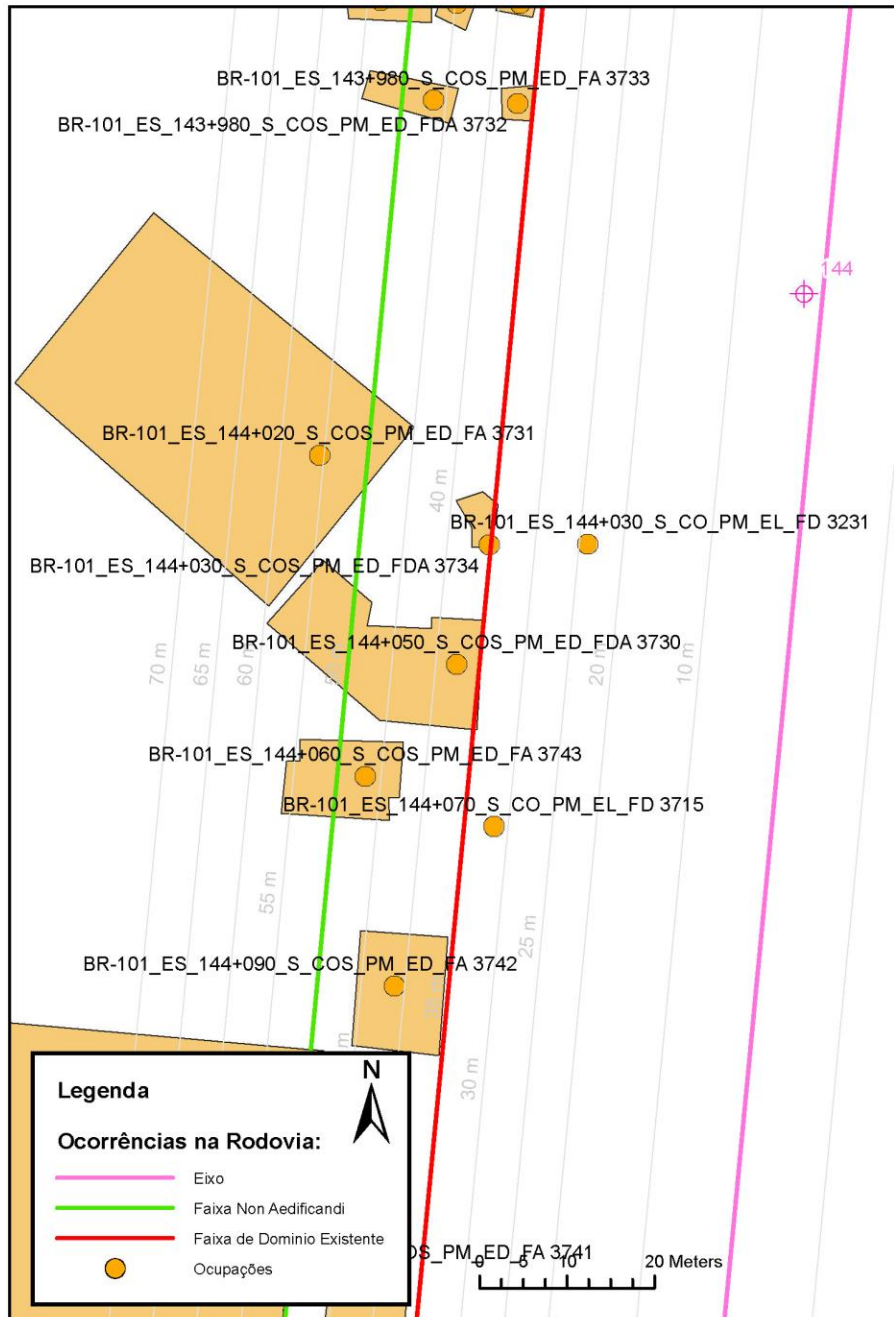 BR-101_ES_143+980_S_COS_PM_ED_FA 3733
BR-101_ES_143+980_S_COS_PM_ED_FDA 3732
144
BR-101_ES_144+020_S_COS_PM_ED_FA 3731
40 m
BR-101_ES_144+030_S_CO_PM_EL_FD 3231
BR-101_ES_144+030_S_COS_PM_ED_FDA 3734
BR-101_ES_144+050_S_COS_PM_ED_FDA 3730
70 m
65 m
60 m
20 m
10 m
BR-101_ES_144+060_S_COS_PM_ED_FA 3743
BR-101_ES_144+070_S_CO_PM_EL_FD 3715
55 m
25 m
BR-101_ES_144+090_S_COS_PM_ED_FA 3742
m
30 m
N
Legenda
Ocorrências na Rodovia:
Eixo
Faixa Non Aedificandi
Faixa de Dominio Existente
Ocupações
OS_PM_ED_FA 3741
0 5 10 20 Meters